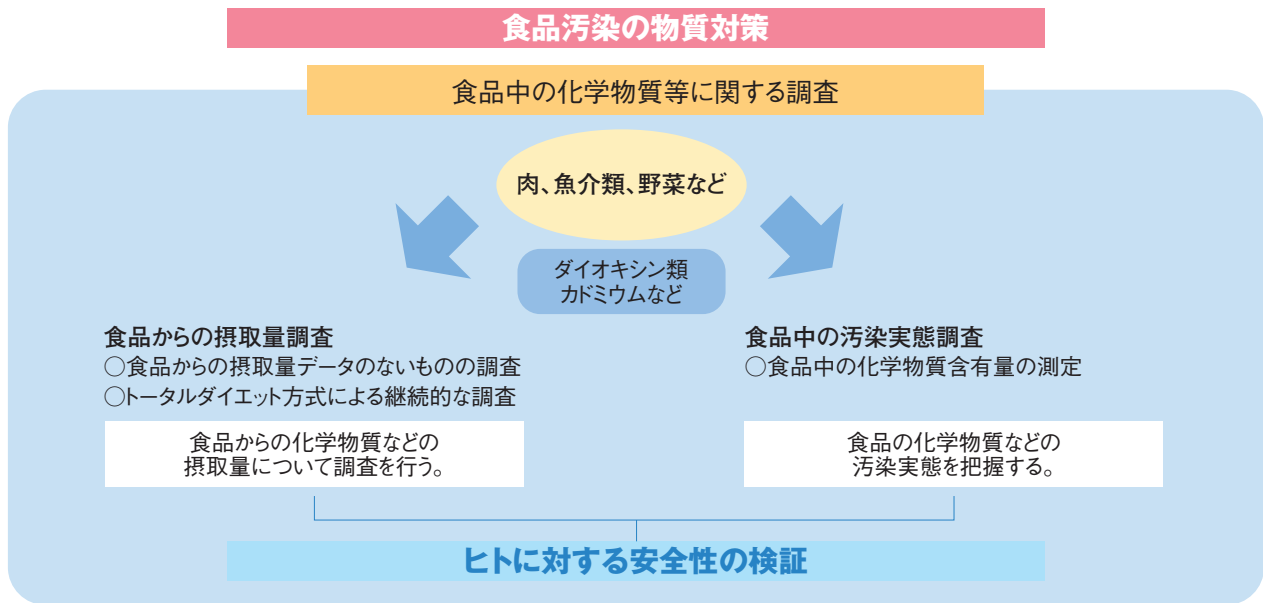 食品汚染の物質対策
食品中の化学物質等に関する調査
肉、魚介類、野菜など
ダイオキシン類
カドミウムなど
食品からの摂取量調査
○食品からの摂取量データのないものの調査
○トータルダイエット方式による継続的な調査
食品からの化学物質などの
摂取量について調査を行う。
食品中の汚染実態調査
○食品中の化学物質含有量の測定
食品の化学物質などの
汚染実態を把握する。
ヒトに対する安全性の検証